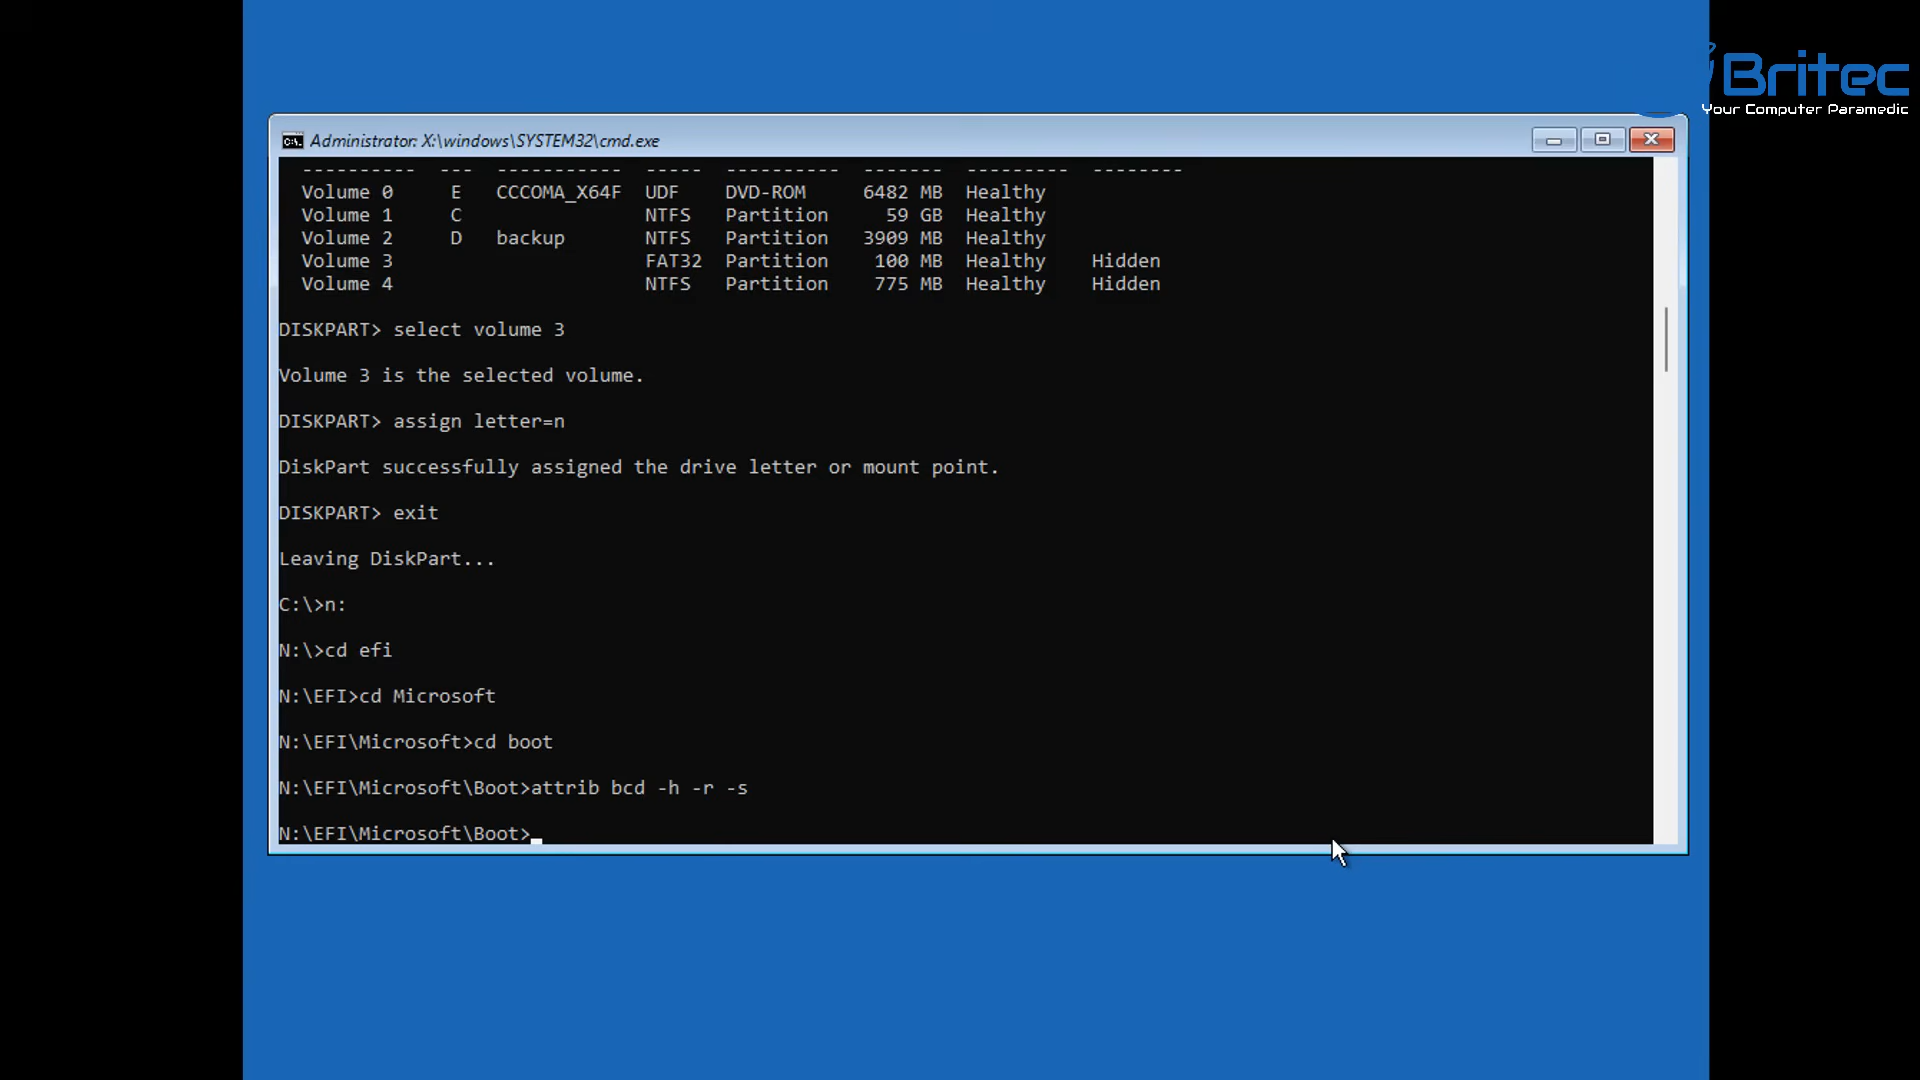 Britec
Your Computer Paramedic
Administrator: X:\windows\SYSTEM32\cmd.exe
---------- --- ----------- ----- ---------- ------- --------- --------
Volume 0 E CCCOMA_X64F UDF DVD-ROM 6482 MB Healthy
Volume 1 C NTFS Partition 59 GB Healthy
Volume 2 D backup NTFS Partition 3909 MB Healthy
Volume 3 FAT32 Partition 100 MB Healthy Hidden
Volume 4 NTFS Partition 775 MB Healthy Hidden
DISKPART> select volume 3
Volume 3 is the selected volume.
DISKPART> assign letter=n
DiskPart successfully assigned the drive letter or mount point.
DISKPART> exit
Leaving DiskPart...
C:\>n:
N:\>cd efi
N:\EFI>cd Microsoft
N:\EFI\Microsoft>cd boot
N:\EFI\Microsoft\Boot>attrib bcd -h -r -s
N:\EFI\Microsoft\Boot>